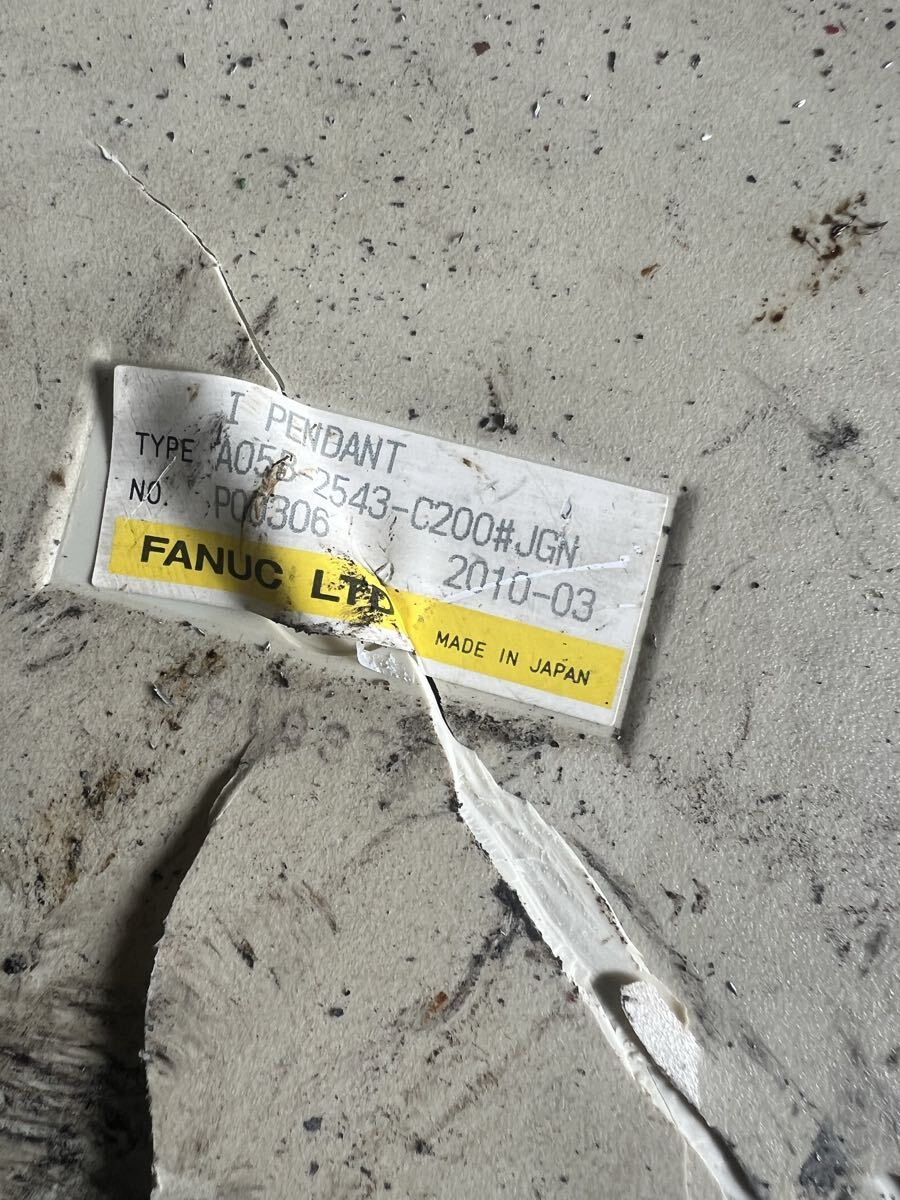 I PENDANT
TYPE A05B-2543-C200#JGN
NO. P00306 2010-03
FANUC LTD MADE IN JAPAN